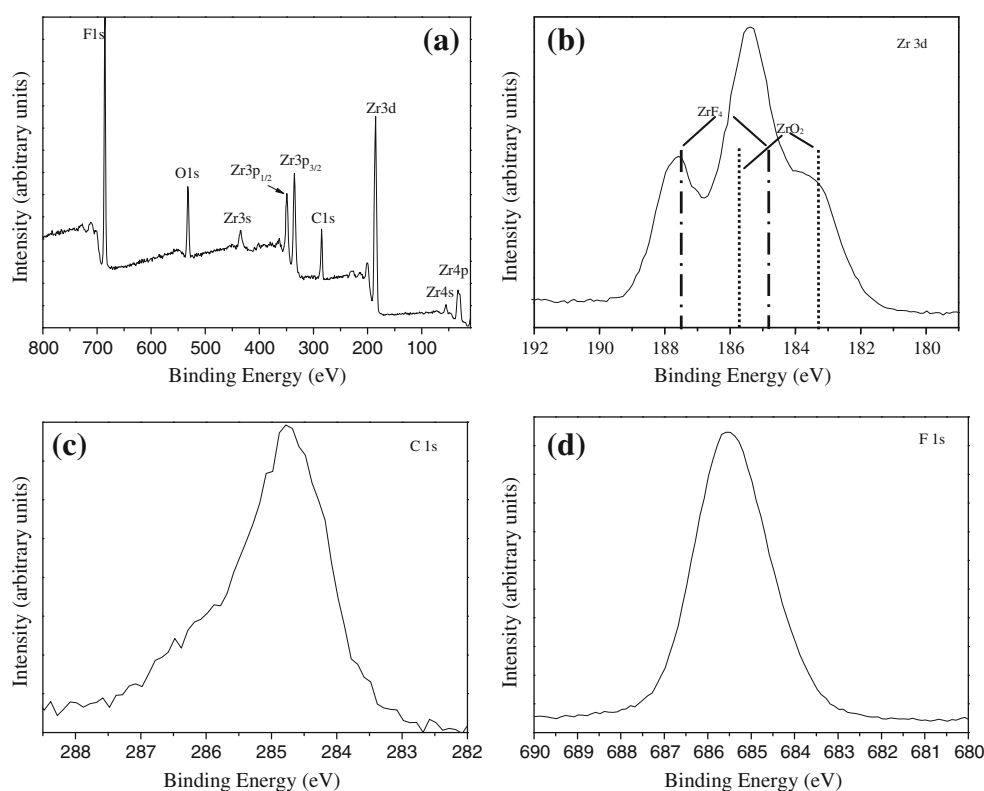 (a)
F1s
O1s
Zr3s
Zr3p1/2
Zr3p3/2
C1s
Zr3d
Zr4s
Zr4p
Intensity (arbitrary units)
800 700 600 500 400 300 200 100
Binding Energy (eV)
(b)
Zr 3d
ZrF4
ZrO2
Intensity (arbitrary units)
192 190 188 186 184 182 180
Binding Energy (eV)
(c)
C 1s
Intensity (arbitrary units)
288 287 286 285 284 283 282
Binding Energy (eV)
(d)
F 1s
Intensity (arbitrary units)
690 689 688 687 686 685 684 683 682 681 680
Binding Energy (eV)